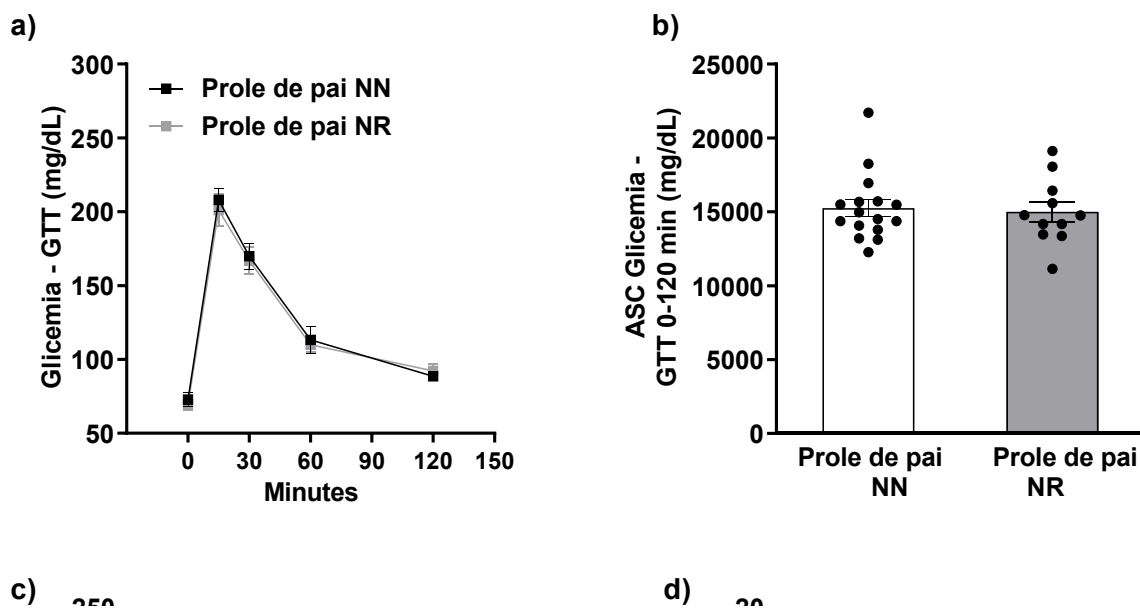 a)
300
250
200
150
100
50
Glicemia - GTT (mg/dL)
Prole de pai NN
Prole de pai NR
0 30 60 90 120 150
Minutes
b)
25000
20000
15000
10000
5000
0
ASC Glicemia -
GTT 0-120 min (mg/dL)
Prole de pai
NN
Prole de pai
NR
c)
d)